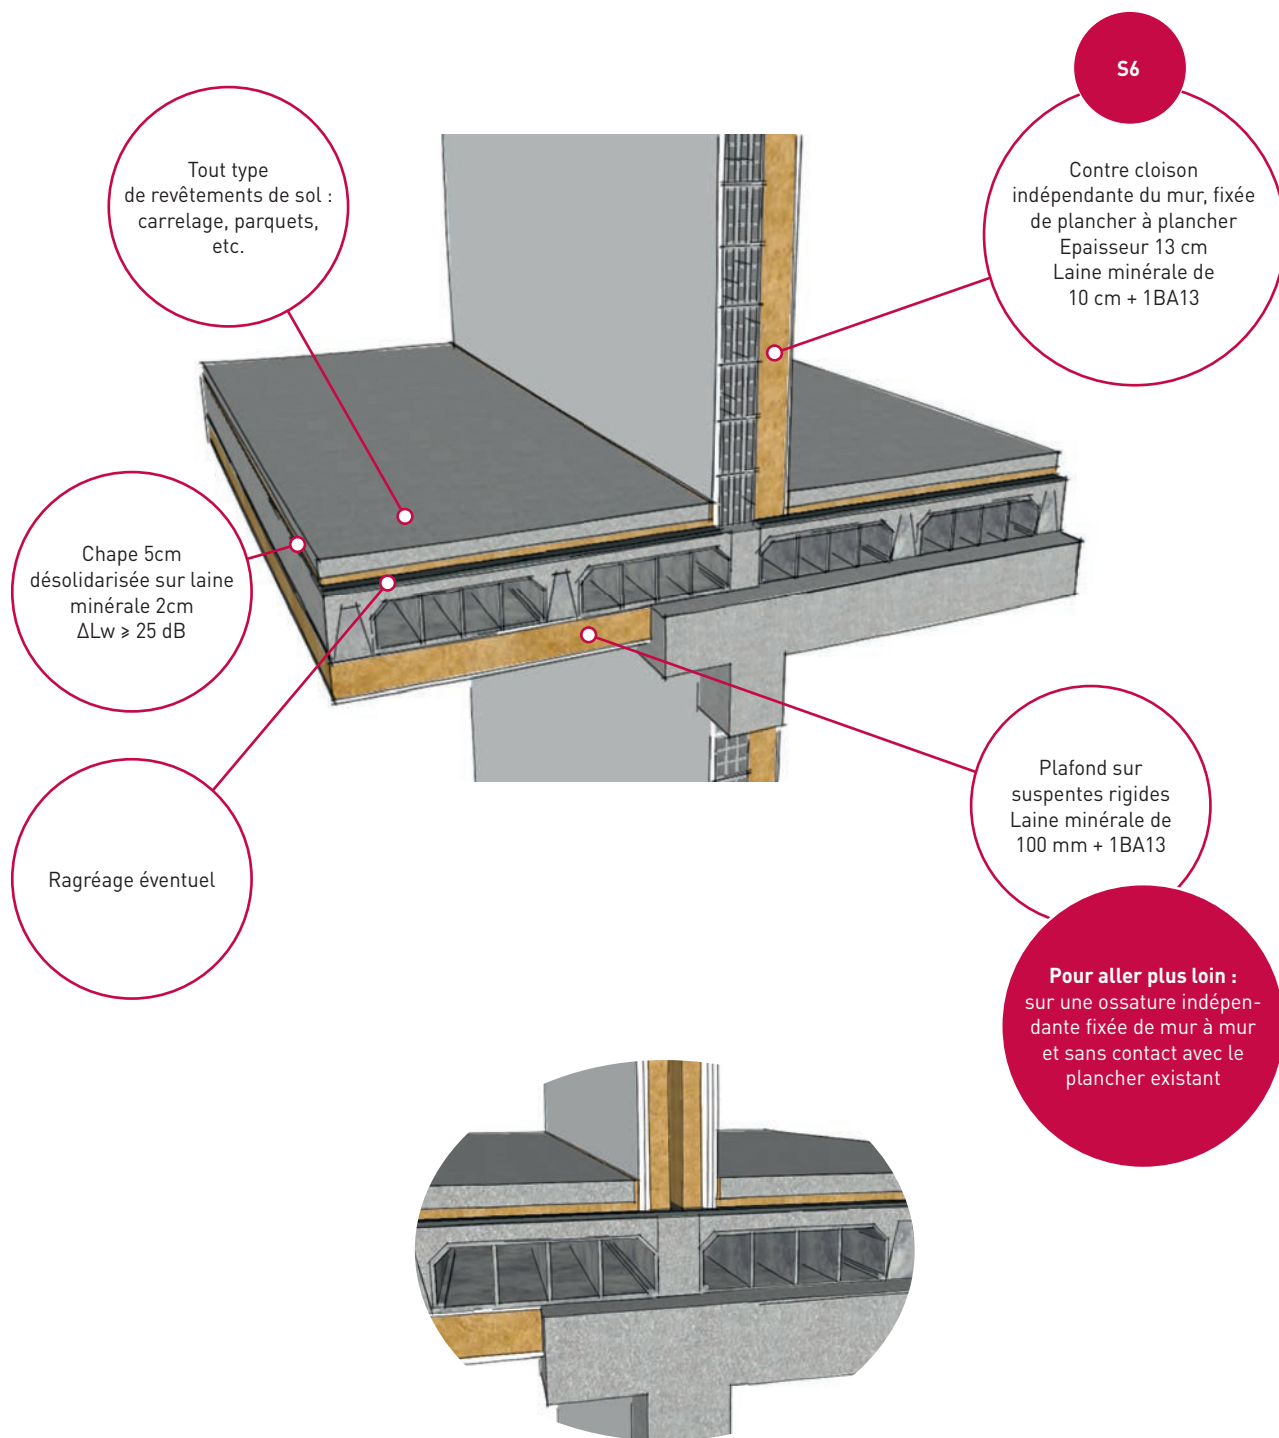 S6
Tout type
de revêtements de sol :
carrelage, parquets,
etc.
Contre cloison
indépendante du mur, fixée
de plancher à plancher
Epaisseur 13 cm
Laine minérale de
10 cm + 1BA13
Chape 5cm
désolidarisée sur laine
minérale 2cm
ΔLw ⩾ 25 dB
Ragréage éventuel
Plafond sur
suspentes rigides
Laine minérale de
100 mm + 1BA13
Pour aller plus loin :
sur une ossature indépen-
dante fixée de mur à mur
et sans contact avec le
plancher existant